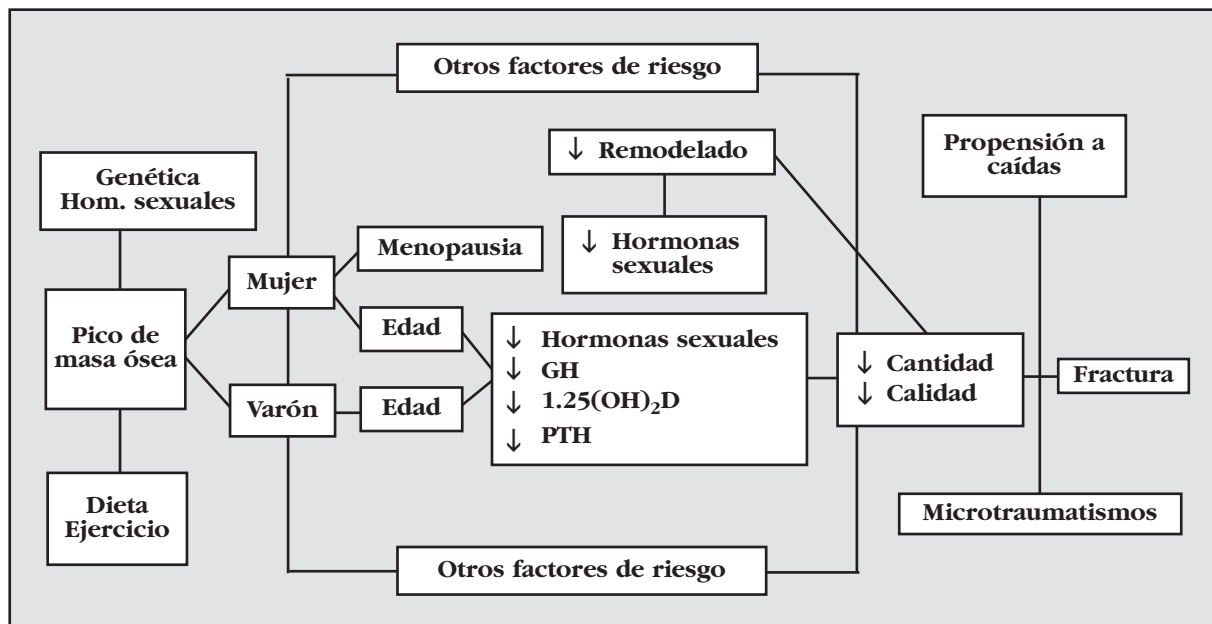 Otros factores de riesgo
↓ Remodelado
Propensión a
caídas
Genética
Hom. sexuales
↓ Hormonas
sexuales
Menopausia
Mujer
Pico de
masa ósea
Edad
↓ Hormonas sexuales
↓ GH
↓ 1.25(OH)₂D
↓ PTH
↓ Cantidad
↓ Calidad
Fractura
Varón
Edad
Dieta
Ejercicio
Microtraumatismos
Otros factores de riesgo